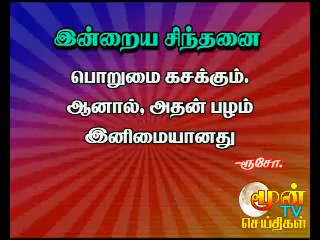 இன்றைய சிந்தனை
பொறுமை கசக்கும்.
ஆனால், அதன் பழம்
இனிமையானது
-ரூசோ.
மூன்
TV
செய்திகள்